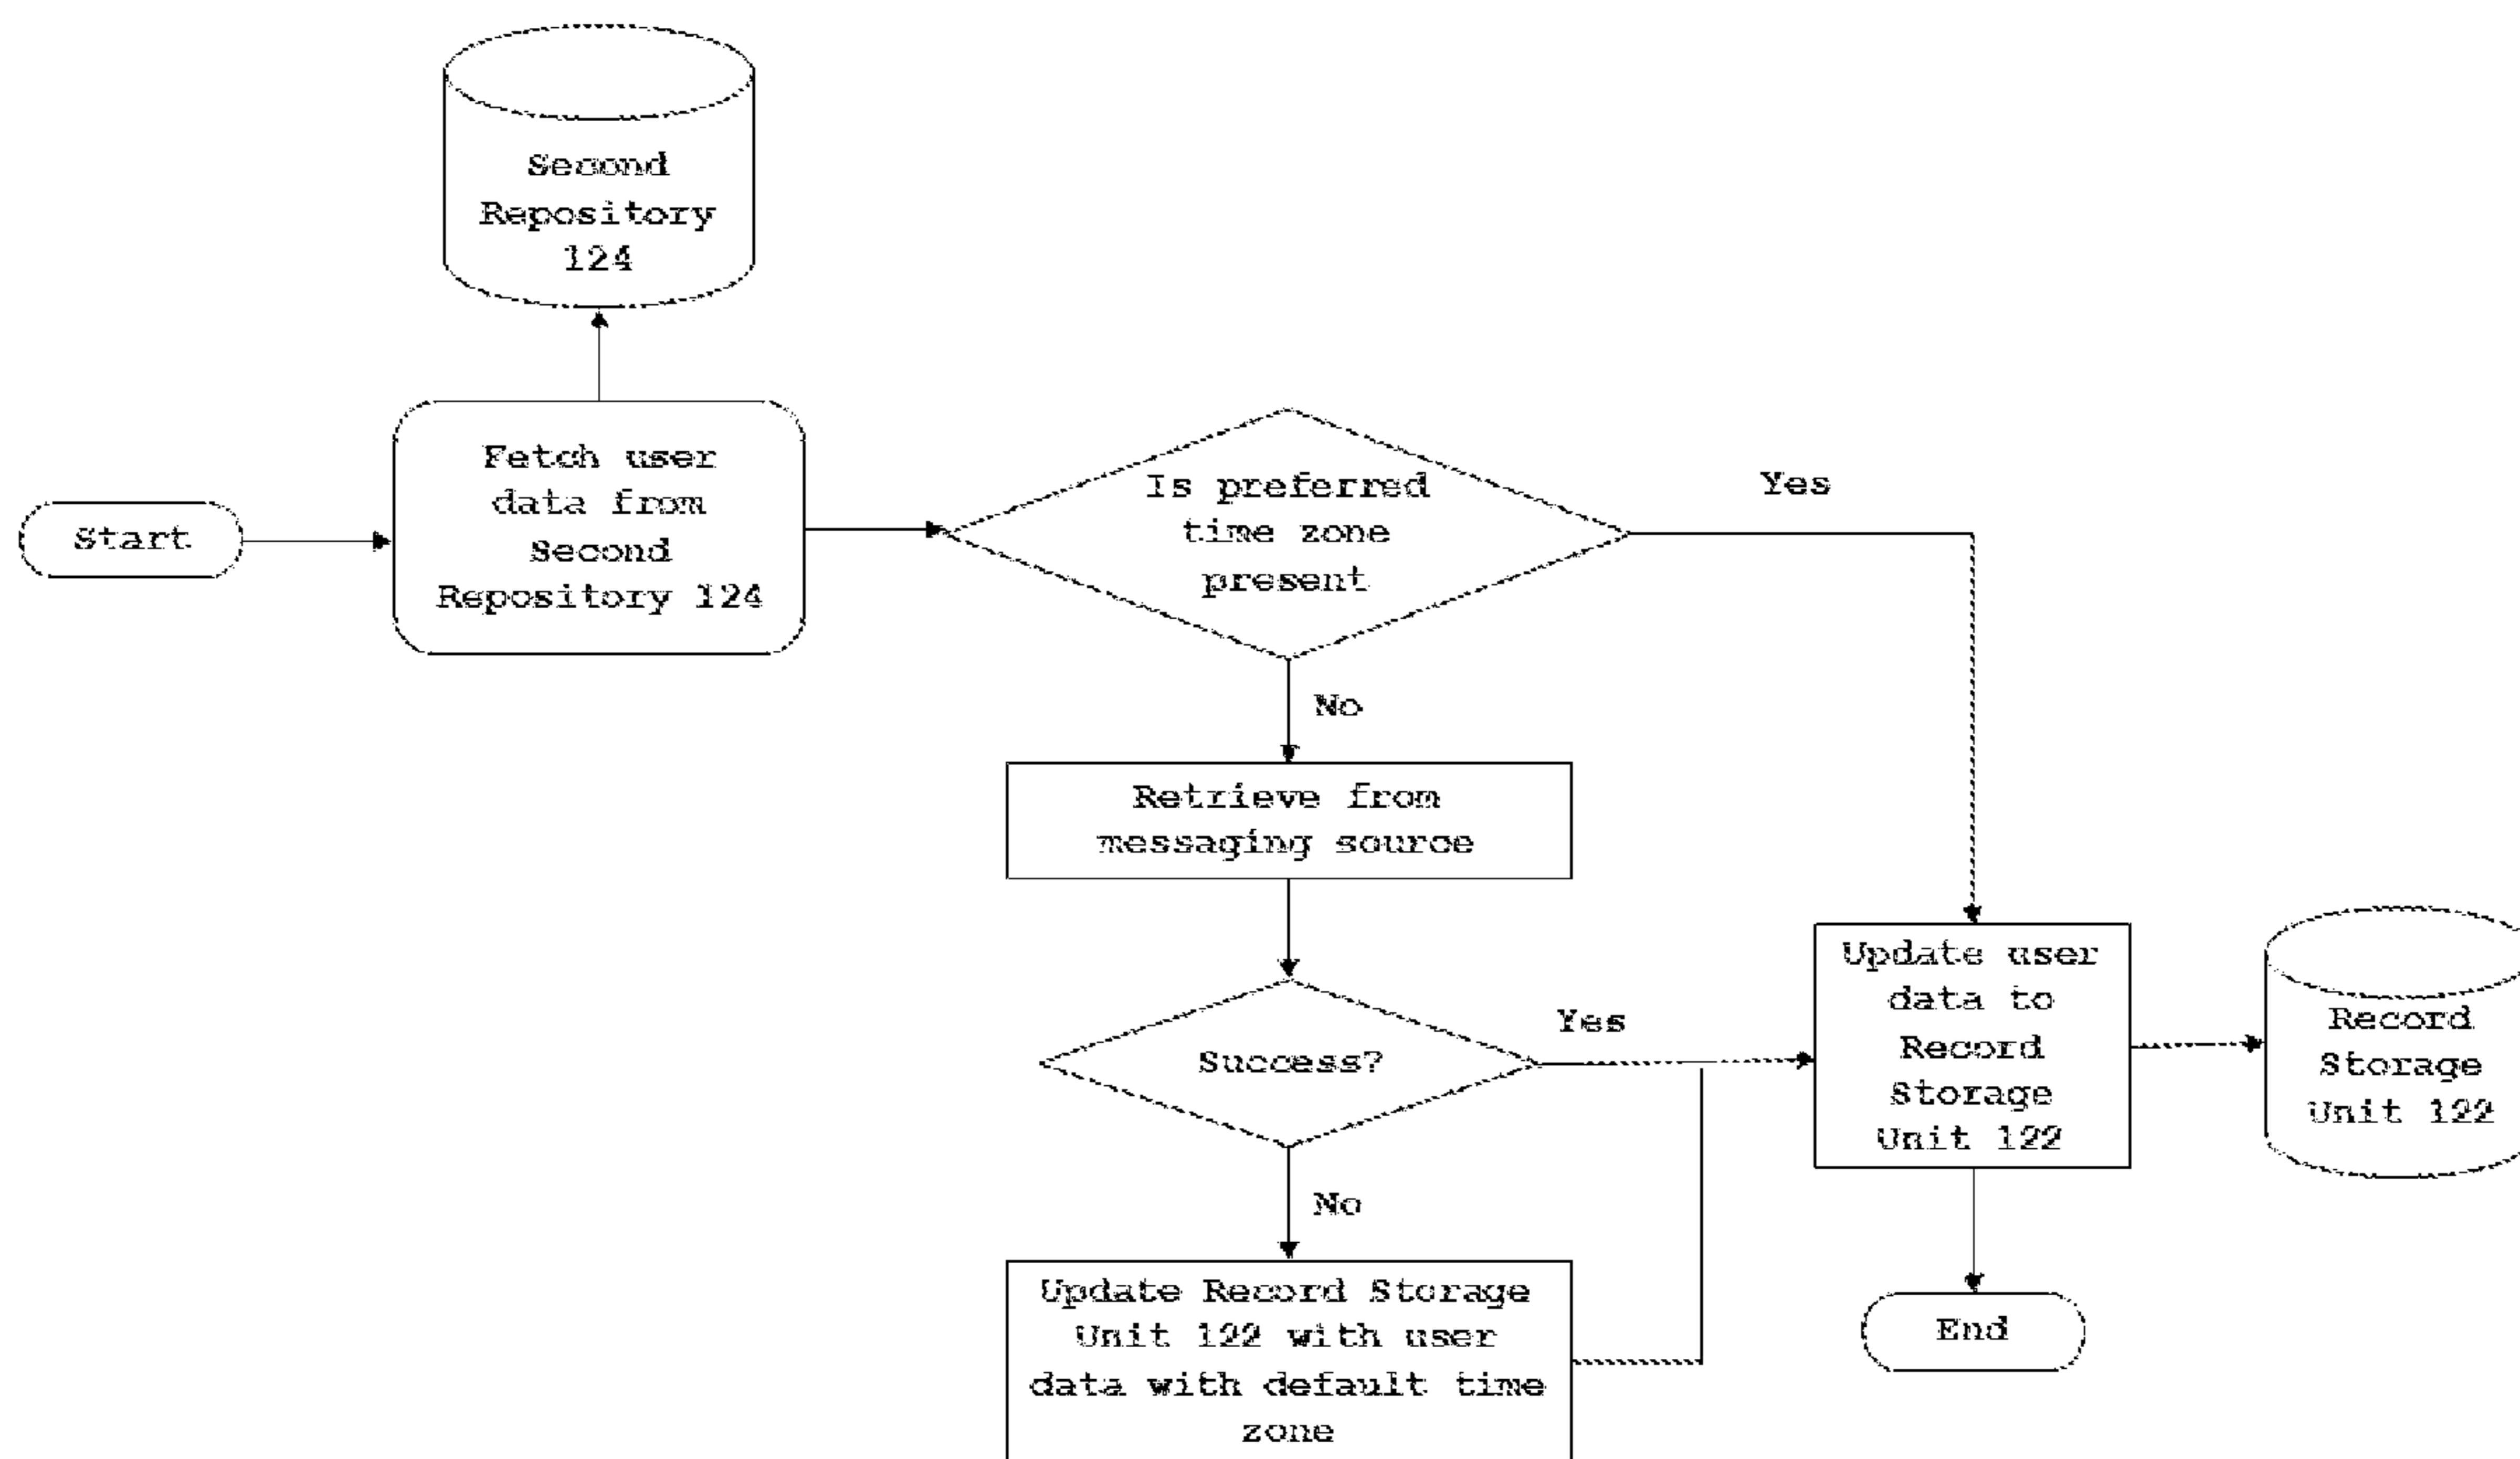 Second
Repository
124
Start
Fetch user
data from
Second
Repository 124
Is preferred
time zone
present
Yes
No
Retrieve from
messaging source
Success?
Yes
No
Update Record Storage
Unit 122 with user
data with default time
zone
Update user
data to
Record
Storage
Unit 122
Record
Storage
Unit 122
End